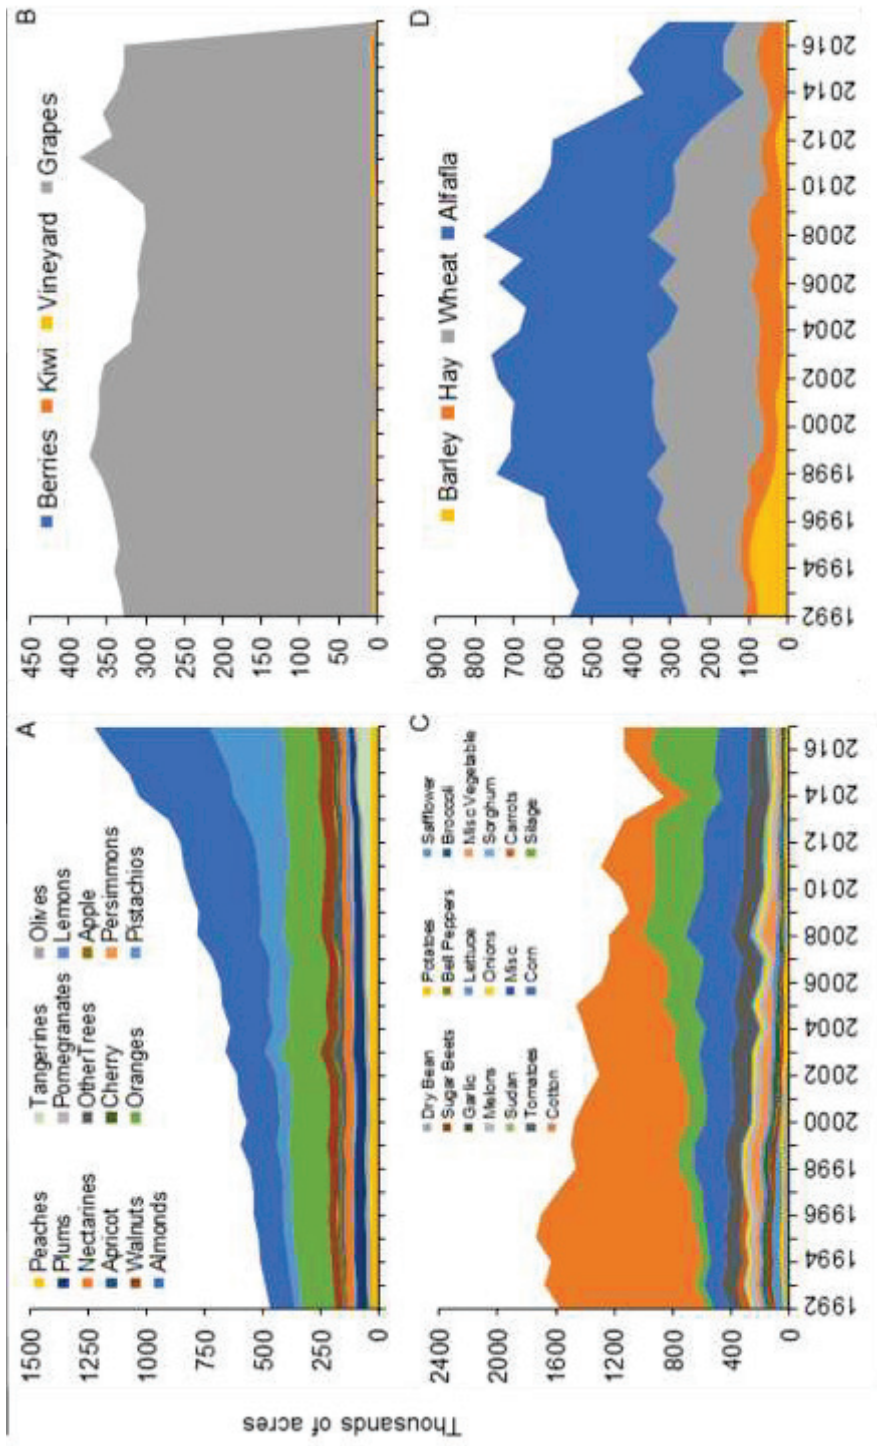 Thousands of acres
A
1500
1250
1000
750
500
250
0
Peaches
Tangerines
Olives
Plums
Pomegranates
Lemons
Nectarines
OtherTrees
Apple
Apricot
Cherry
Persimmons
Walnuts
Oranges
Pistachios
Almonds
B
450
400
350
300
250
200
150
100
50
0
Berries Kiwi Vineyard Grapes
C
2400
2000
1600
1200
800
400
0
Dry Bean
Potatoes
Safflower
Sugar Beets
Bell Peppers
Broccoli
Garlic
Lettuce
Misc Vegetable
Melons
Onions
Sorghum
Sudan
Misc
Carrots
Tomatoes
Corn
Silage
Cotton
1992 1994 1996 1998 2000 2002 2004 2006 2008 2010 2012 2014 2016
D
900
800
700
600
500
400
300
200
100
0
Barley Hay Wheat Alfafla
1992 1994 1996 1998 2000 2002 2004 2006 2008 2010 2012 2014 2016